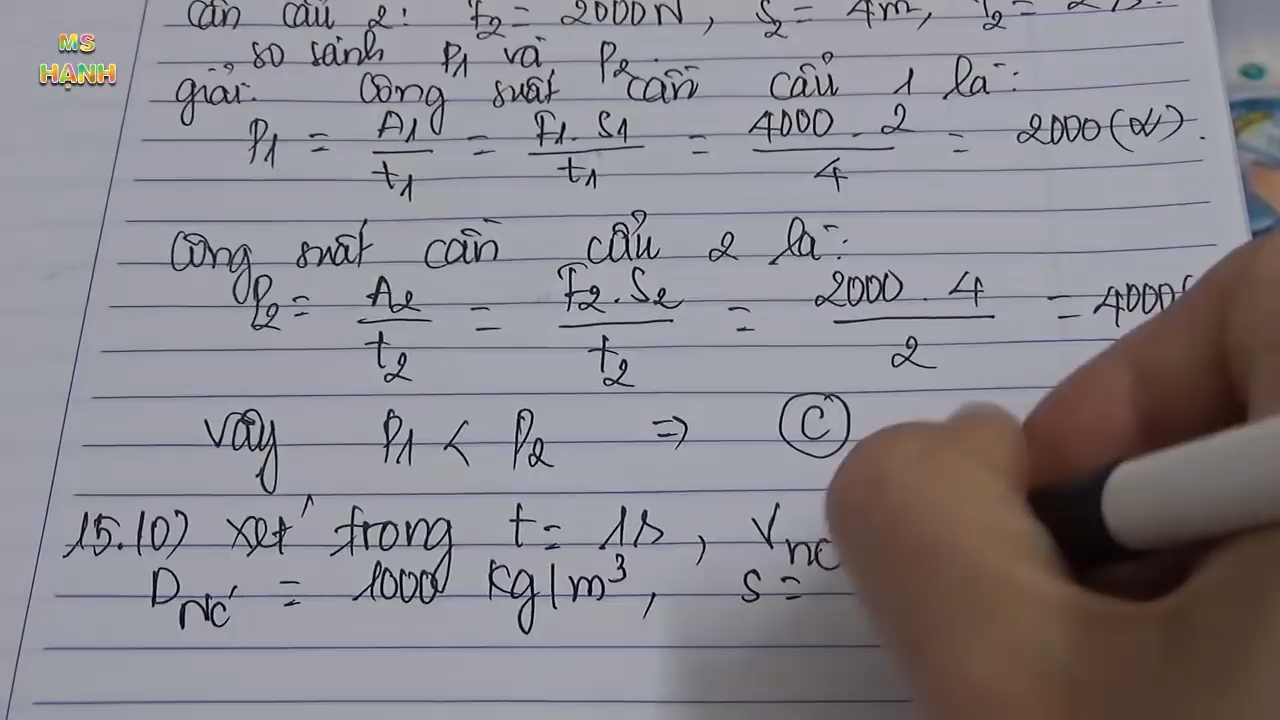 MS
HẠNH
cần cẩu 2: F₂ = 2000N, S₂ = 4m,
so sánh P₁ và P₂.
giải: Công suất cần cẩu 1 là:
P₁ = A₁/t₁ = F₁.S₁/t₁ = 4000.2/4 = 2000(W).
Công suất cần cẩu 2 là:
P₂ = A₂/t₂ = F₂.S₂/t₂ = 2000.4/2 = 4000(
vậy P₁ < P₂ => C
15.10) xét trong t = 1s, Vnc
Dnc = 1000 kg/m³, S =